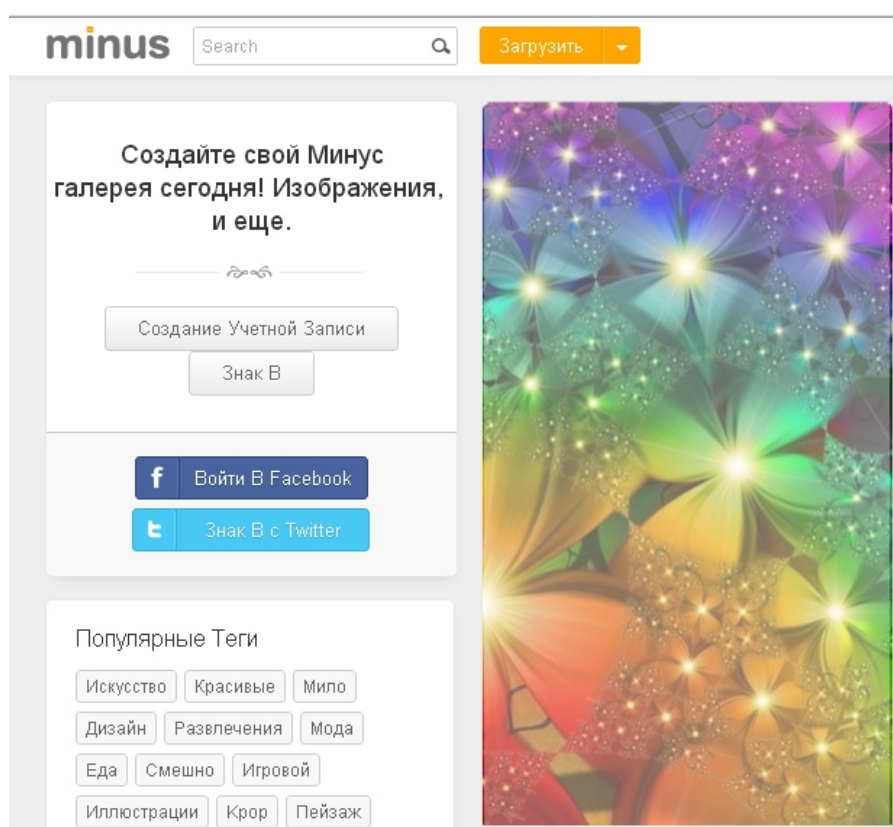 minus
Search
Загрузить
Создайте свой Минус
галерея сегодня! Изображения,
и еще.
Создание Учетной Записи
Знак В
f Войти В Facebook
t Знак В с Twitter
Популярные Теги
Искусство Красивые Мило
Дизайн Развлечения Мода
Еда Смешно Игровой
Иллюстрации Крор Пейзаж